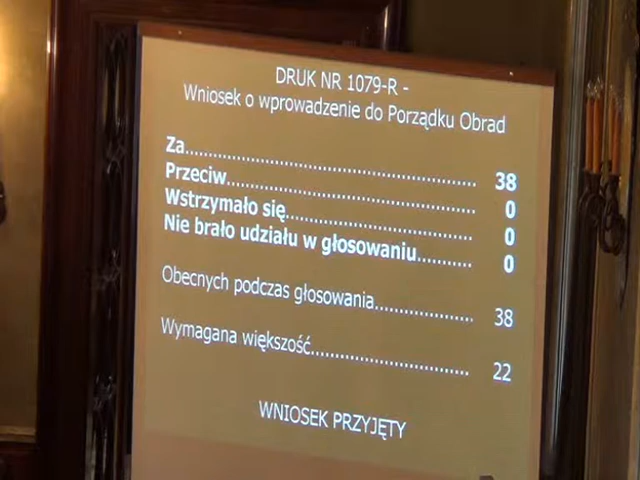 DRUK NR 1079-R -
Wniosek o wprowadzenie do Porządku Obrad
Za................................................ 38
Przeciw......................................... 0
Wstrzymało się............................... 0
Nie brało udziału w głosowaniu......... 0
Obecnych podczas głosowania................. 38
Wymagana większość........................... 22
WNIOSEK PRZYJĘTY